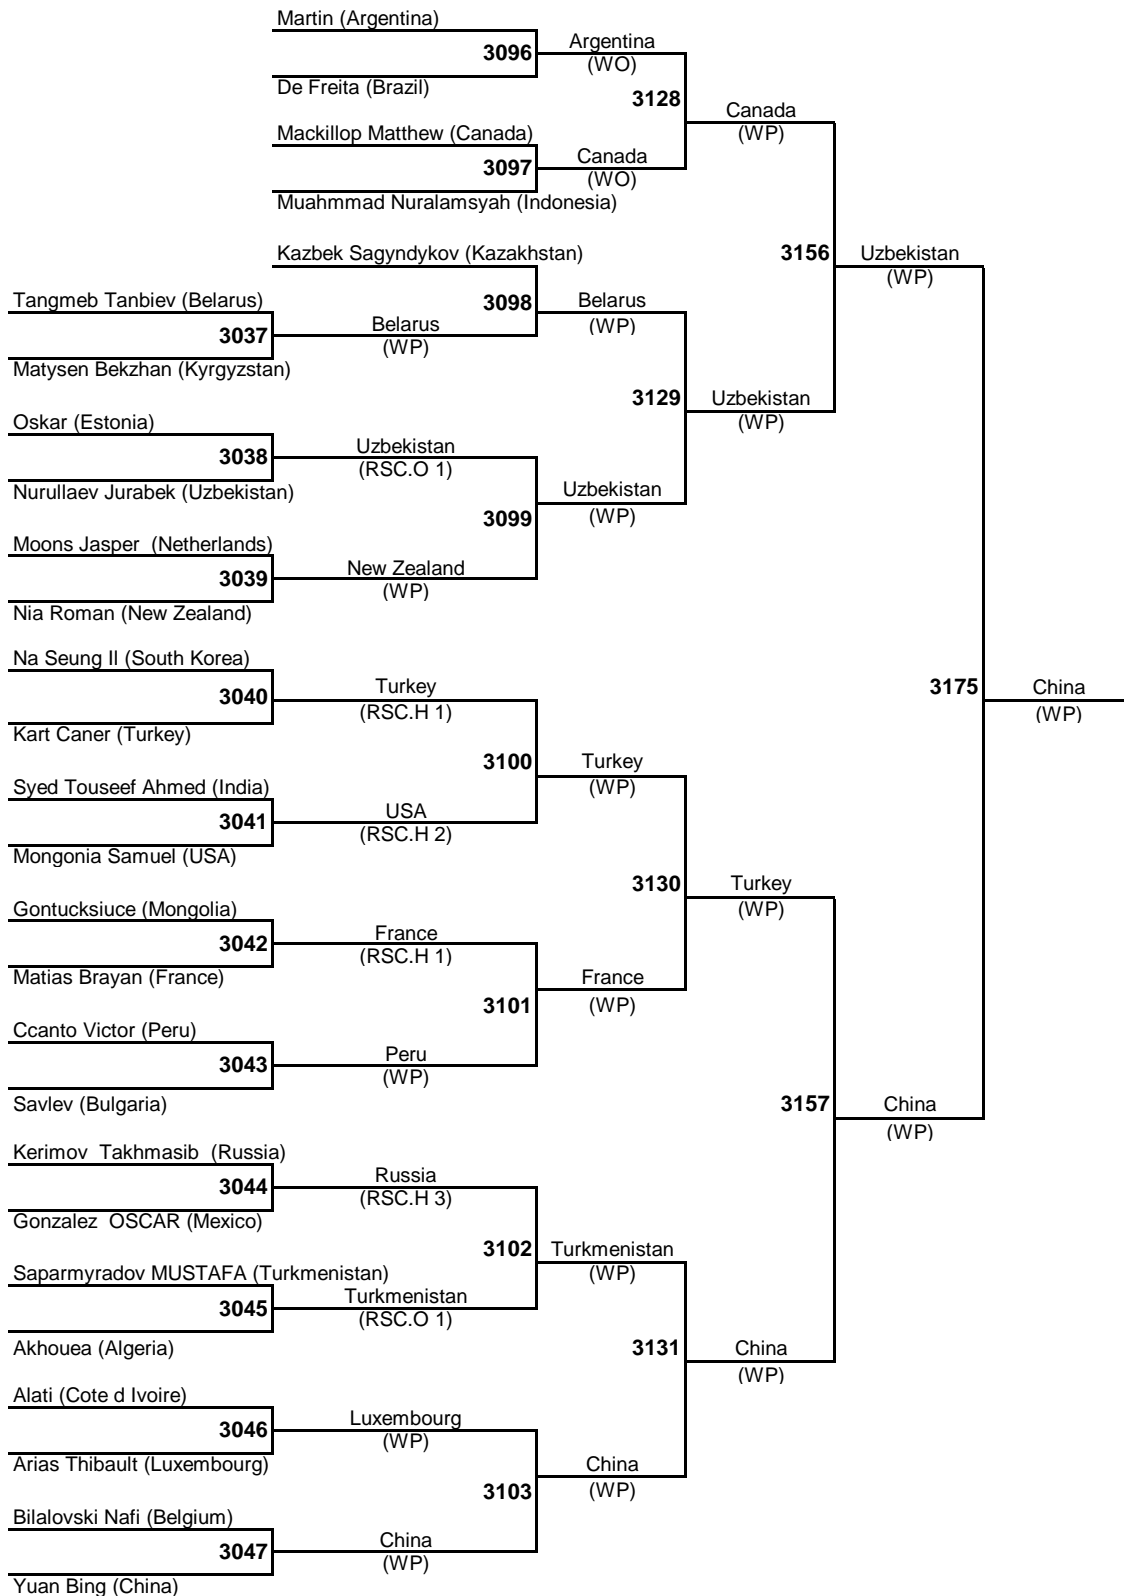 Martin (Argentina)
3096
Argentina
(WO)
De Freita (Brazil)
3128
Canada
(WP)
Mackillop Matthew (Canada)
3097
Canada
(WO)
Muahmmad Nuralamsyah (Indonesia)
Kazbek Sagyndykov (Kazakhstan)
3156
Uzbekistan
(WP)
Tangmeb Tanbiev (Belarus)
3098
Belarus
(WP)
3037
Belarus
(WP)
Matysen Bekzhan (Kyrgyzstan)
3129
Uzbekistan
(WP)
Oskar (Estonia)
3038
Uzbekistan
(RSC.O 1)
Nurullaev Jurabek (Uzbekistan)
Uzbekistan
(WP)
3099
Moons Jasper  (Netherlands)
3039
New Zealand
(WP)
Nia Roman (New Zealand)
Na Seung Il (South Korea)
3040
Turkey
(RSC.H 1)
3175
China
(WP)
Kart Caner (Turkey)
3100
Turkey
(WP)
Syed Touseef Ahmed (India)
3041
USA
(RSC.H 2)
Mongonia Samuel (USA)
3130
Turkey
(WP)
Gontucksiuce (Mongolia)
3042
France
(RSC.H 1)
Matias Brayan (France)
France
(WP)
3101
Ccanto Victor (Peru)
3043
Peru
(WP)
Savlev (Bulgaria)
3157
China
(WP)
Kerimov  Takhmasib  (Russia)
3044
Russia
(RSC.H 3)
Gonzalez  OSCAR (Mexico)
3102
Turkmenistan
(WP)
Saparmyradov MUSTAFA (Turkmenistan)
3045
Turkmenistan
(RSC.O 1)
Akhouea (Algeria)
3131
China
(WP)
Alati (Cote d Ivoire)
3046
Luxembourg
(WP)
Arias Thibault (Luxembourg)
China
(WP)
3103
Bilalovski Nafi (Belgium)
3047
China
(WP)
Yuan Bing (China)